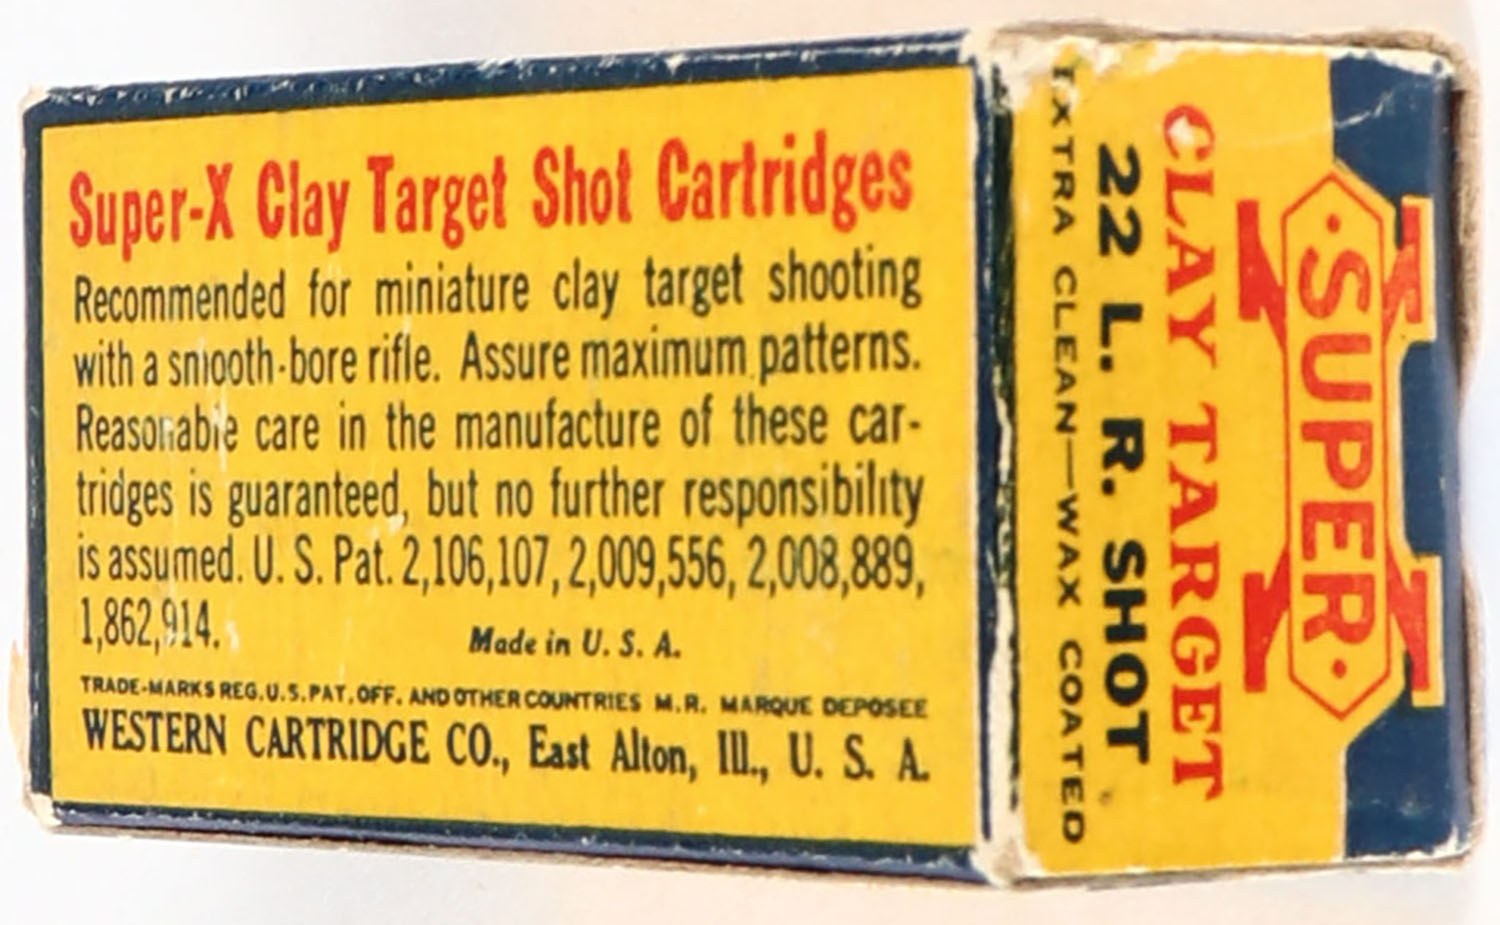 Super-X Clay Target Shot Cartridges
Recommended for miniature clay target shooting
with a smooth-bore rifle. Assure maximum patterns.
Reasonable care in the manufacture of these car-
tridges is guaranteed, but no further responsibility
is assumed. U. S. Pat. 2,106,107, 2,009,556, 2,008,889,
1,862,914.
Made in U. S. A.
TRADE-MARKS REG. U. S. PAT. OFF. AND OTHER COUNTRIES M. R. MARQUE DEPOSEE
WESTERN CARTRIDGE CO., East Alton, Ill., U. S. A.
SUPER X
CLAY TARGET
22 L. R. SHOT
EXTRA CLEAN—WAX COATED